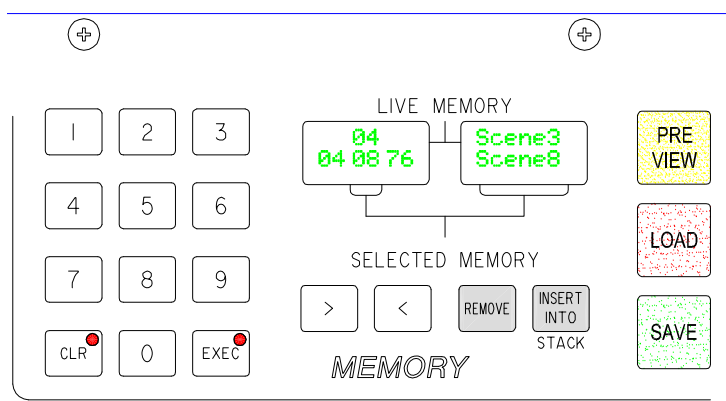 LIVE MEMORY
1 2 3
04
04 08 76
Scene3
Scene8
PRE
VIEW
4 5 6
LOAD
SELECTED MEMORY
7 8 9
> <
REMOVE
INSERT
INTO
STACK
SAVE
CLR 0 EXEC
MEMORY